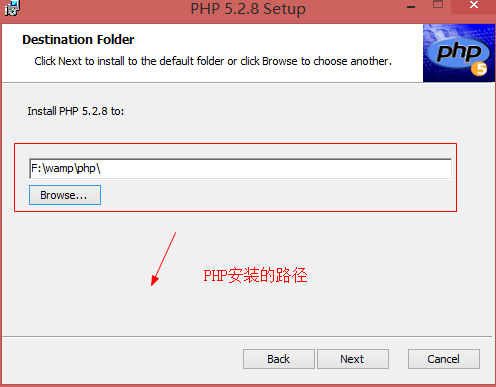 PHP 5.2.8 Setup
Destination Folder
Click Next to install to the default folder or click Browse to choose another.
php
5
Install PHP 5.2.8 to:
F:\wamp\php\
Browse...
PHP安装的路径
Back Next Cancel